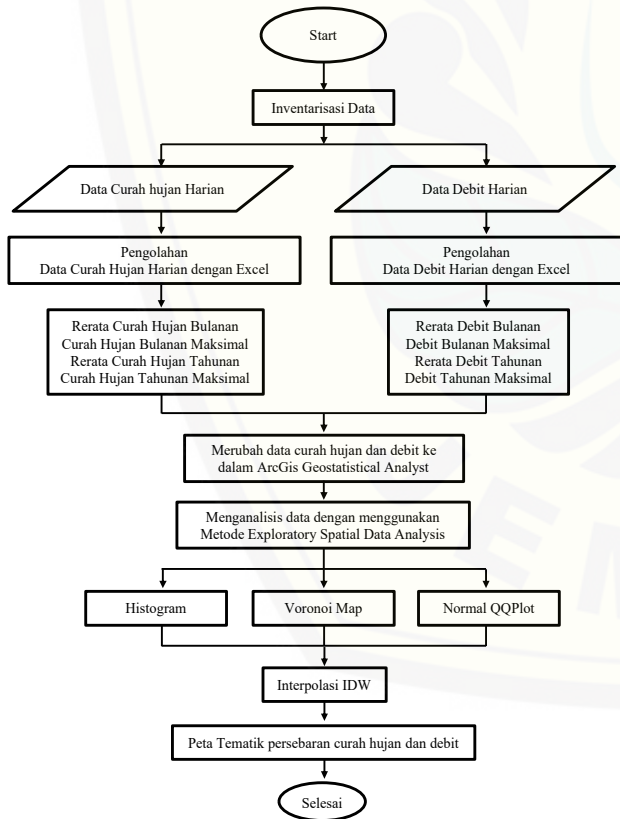 Start
Inventarisasi Data
Data Curah hujan Harian
Data Debit Harian
Pengolahan
Data Curah Hujan Harian dengan Excel
Pengolahan
Data Debit Harian dengan Excel
Rerata Curah Hujan Bulanan
Curah Hujan Bulanan Maksimal
Rerata Curah Hujan Tahunan
Curah Hujan Tahunan Maksimal
Rerata Debit Bulanan
Debit Bulanan Maksimal
Rerata Debit Tahunan
Debit Tahunan Maksimal
Merubah data curah hujan dan debit ke
dalam ArcGis Geostatistical Analyst
Menganalisis data dengan menggunakan
Metode Exploratory Spatial Data Analysis
Histogram
Voronoi Map
Normal QQPlot
Interpolasi IDW
Peta Tematik persebaran curah hujan dan debit
Selesai